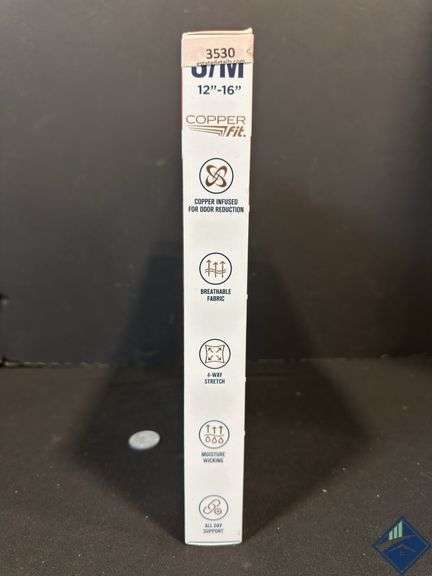 3530
S/M
12"-16"
COPPER
Fit.
COPPER INFUSED
FOR ODOR REDUCTION
BREATHABLE
FABRIC
4-WAY
STRETCH
MOISTURE
WICKING
ALL DAY
SUPPORT